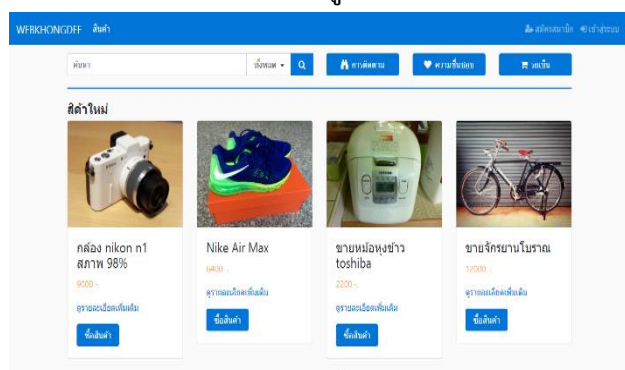 WEBKHONGDEE สินค้า สมัครสมาชิก เข้าสู่ระบบ
ค้นหา ทั้งหมด การติดตาม ความชื่นชอบ รถเข็น
สิค้าใหม่
กล้อง nikon n1 สภาพ 98%
9000 -.
ดูรายละเอียดเพิ่มเติม
ซื้อสินค้า
Nike Air Max
6400 -.
ดูรายละเอียดเพิ่มเติม
ซื้อสินค้า
ขายหม้อหุงข้าว toshiba
2200 -.
ดูรายละเอียดเพิ่มเติม
ซื้อสินค้า
ขายจักรยานโบราณ
12000 -.
ดูรายละเอียดเพิ่มเติม
ซื้อสินค้า